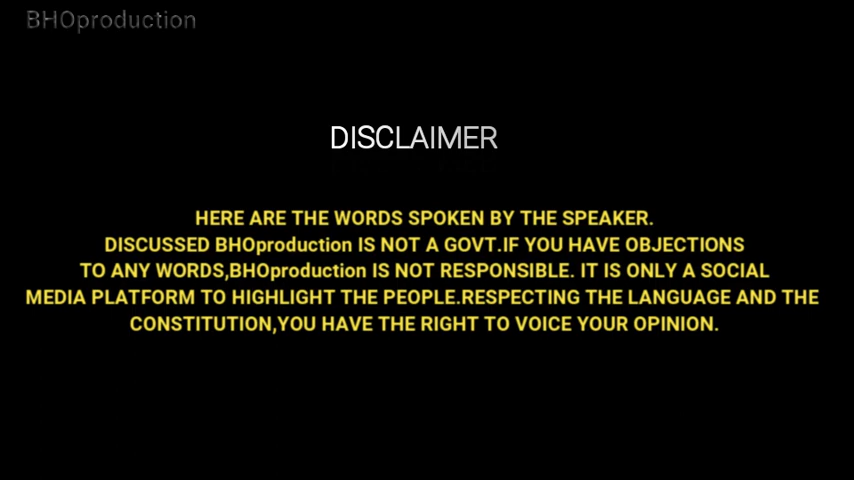 BHOproduction
DISCLAIMER
HERE ARE THE WORDS SPOKEN BY THE SPEAKER.
DISCUSSED BHOproduction IS NOT A GOVT.IF YOU HAVE OBJECTIONS
TO ANY WORDS,BHOproduction IS NOT RESPONSIBLE. IT IS ONLY A SOCIAL
MEDIA PLATFORM TO HIGHLIGHT THE PEOPLE.RESPECTING THE LANGUAGE AND THE
CONSTITUTION,YOU HAVE THE RIGHT TO VOICE YOUR OPINION.